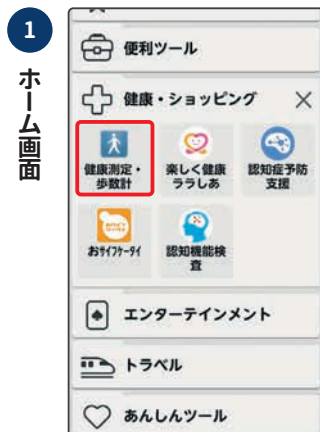 1
ホーム画面
便利ツール
健康・ショッピング
健康測定・
歩数計
楽しく健康
ララしあ
認知症予防
支援
おサイフケータイ
認知機能検
査
エンターテインメント
トラベル
あんしんツール